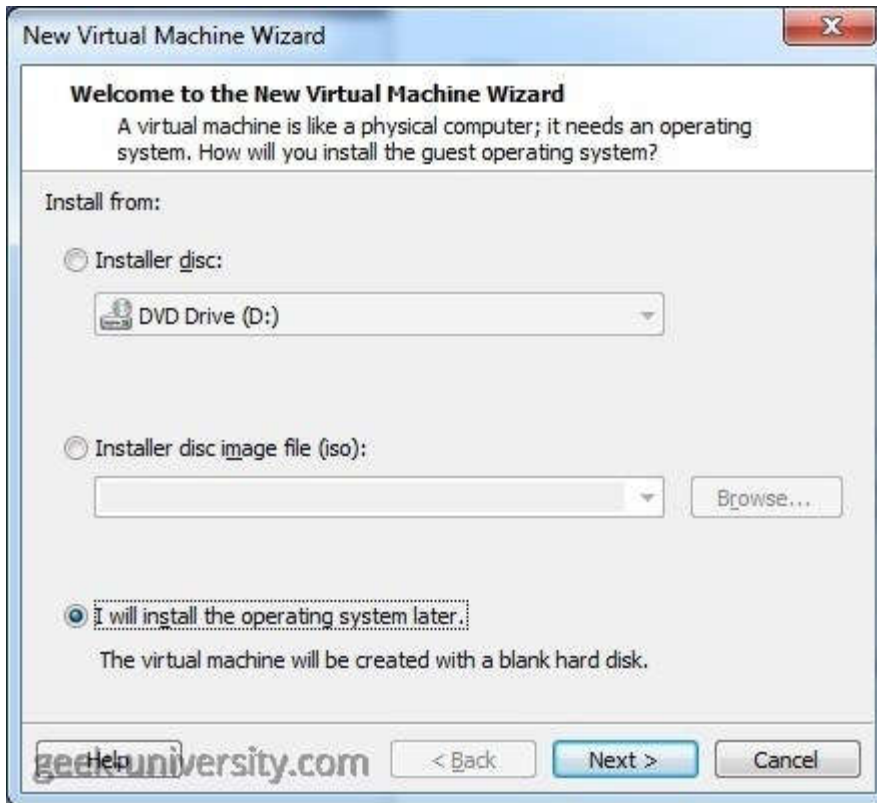 New Virtual Machine Wizard
Welcome to the New Virtual Machine Wizard
A virtual machine is like a physical computer; it needs an operating
system. How will you install the guest operating system?
Install from:
Installer disc:
DVD Drive (D:)
Installer disc image file (iso):
Browse...
I will install the operating system later.
The virtual machine will be created with a blank hard disk.
Help < Back Next > Cancel
geek-university.com